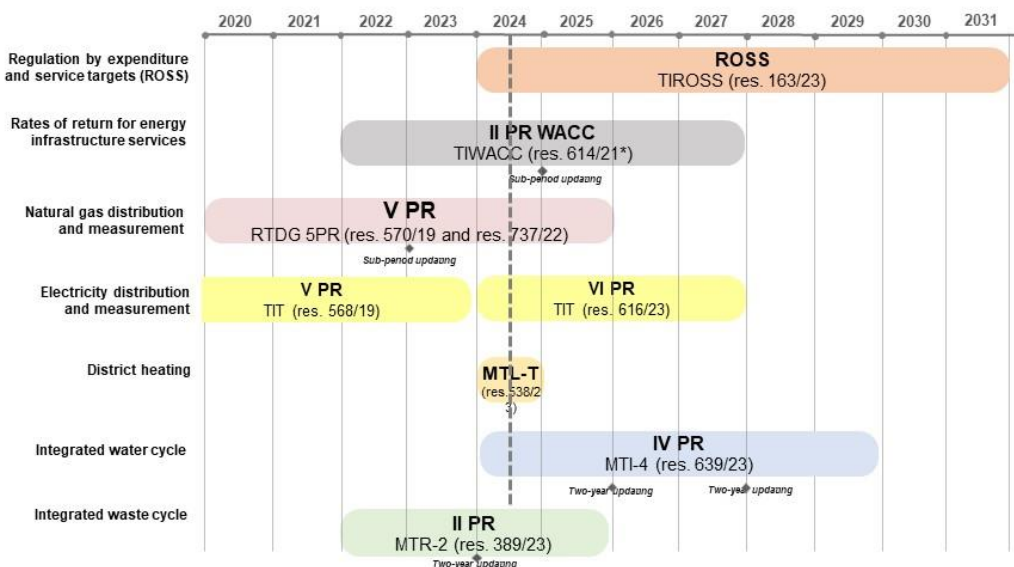 2020 2021 2022 2023 2024 2025 2026 2027 2028 2029 2030 2031
Regulation by expenditure
and service targets (ROSS)
ROSS
TIROSS (res. 163/23)
Rates of return for energy
infrastructure services
II PR WACC
TIWACC (res. 614/21*)
Sub-period updating
Natural gas distribution
and measurement
V PR
RTDG 5PR (res. 570/19 and res. 737/22)
Sub-period updating
Electricity distribution
and measurement
V PR
TIT (res. 568/19)
VI PR
TIT (res. 616/23)
District heating
MTL-T
(res.538/2
3)
Integrated water cycle
IV PR
MTI-4 (res. 639/23)
Two-year updating
Two-year updating
Integrated waste cycle
II PR
MTR-2 (res. 389/23)
Two-year updating